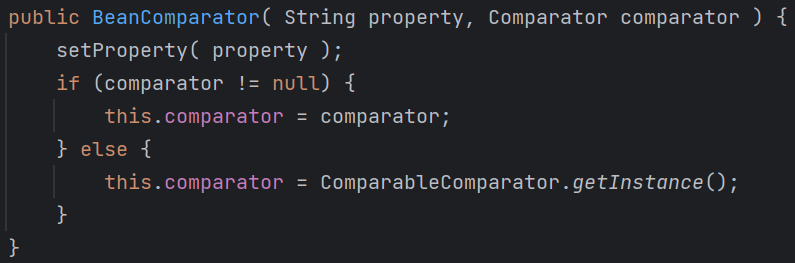 public BeanComparator( String property, Comparator comparator ) {
    setProperty( property );
    if (comparator != null) {
        this.comparator = comparator;
    } else {
        this.comparator = ComparableComparator.getInstance();
    }
}